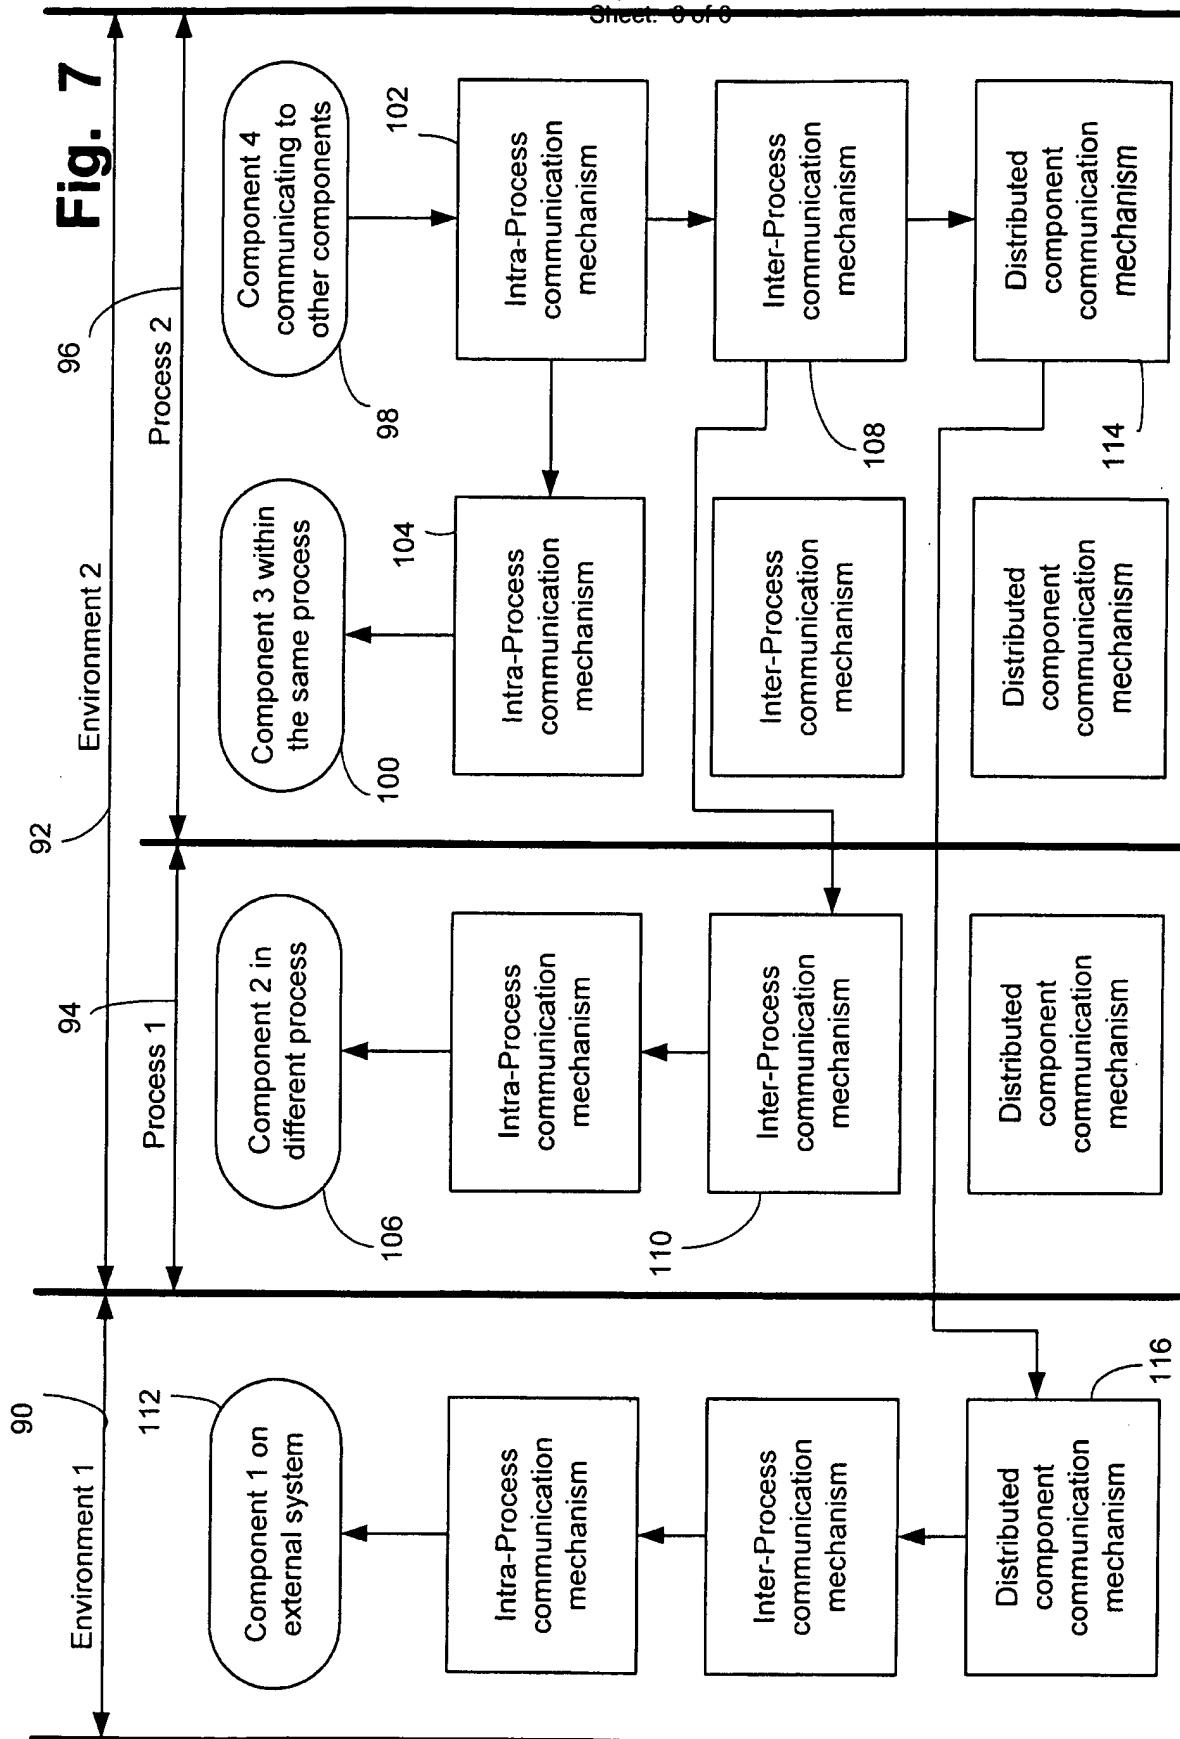 Sheet: of
Fig. 7
90
92
94
96
Environment 1
Environment 2
Process 1
Process 2
112
Component 1 on
external system
106
Component 2 in
different process
100
Component 3 within
the same process
98
Component 4
communicating to
other components
Intra-Process
communication
mechanism
Intra-Process
communication
mechanism
104
Intra-Process
communication
mechanism
102
Intra-Process
communication
mechanism
Inter-Process
communication
mechanism
110
Inter-Process
communication
mechanism
Inter-Process
communication
mechanism
108
Inter-Process
communication
mechanism
Distributed
component
communication
mechanism
116
Distributed
component
communication
mechanism
Distributed
component
communication
mechanism
114
Distributed
component
communication
mechanism